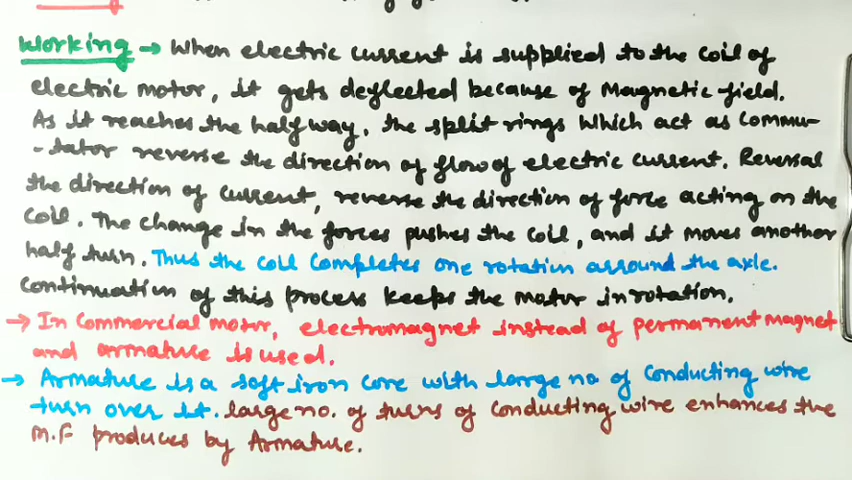 Working → When electric current is supplied to the coil of
electric motor, it gets deflected because of Magnetic field.
As it reaches the half way, the split rings which act as Commu-
-tator reverse the direction of flow of electric current. Reversal
the direction of current, reverse the direction of force acting on the
coil. The change in the forces pushes the coil, and it moves another
half turn. Thus the coil Completes one rotation arround the axle.
Continuation of this process keeps the motor in rotation.
→ In Commercial motor, electromagnet instead of permanent magnet
and armature is used.
→ Armature is a soft iron core with large no. of Conducting wire
turn over it. large no. of turns of Conducting wire enhances the
M.F produces by Armature.